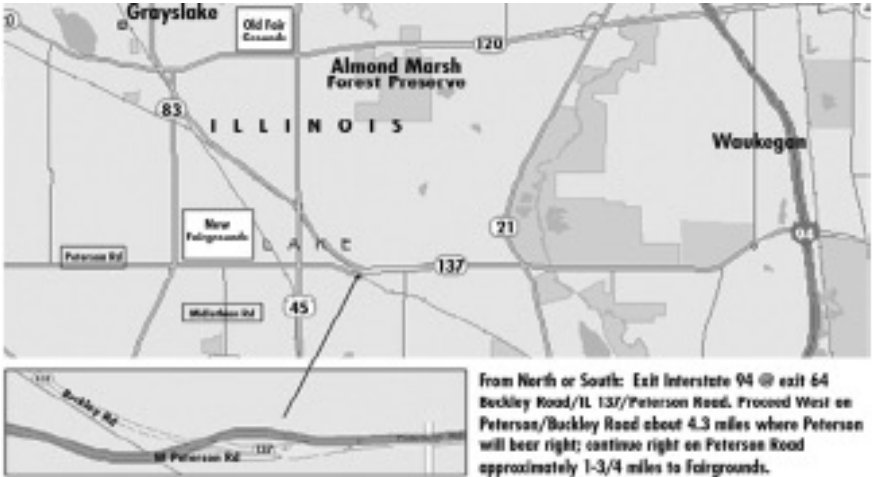 Grayslake
Old Fair
Grounds
120
Almond Marsh
Forest Preserve
83
ILLINOIS
L
Waukegan
New
Fairgrounds
LAKE
21
94
Peterson Rd
137
45
Buckley Rd
137
W Peterson Rd
From North or South: Exit Interstate 94 @ exit 64
Buckley Road/IL 137/Peterson Road. Proceed West on
Peterson/Buckley Road about 4.3 miles where Peterson
will bear right; continue right on Peterson Road
approximately 1-3/4 miles to Fairgrounds.